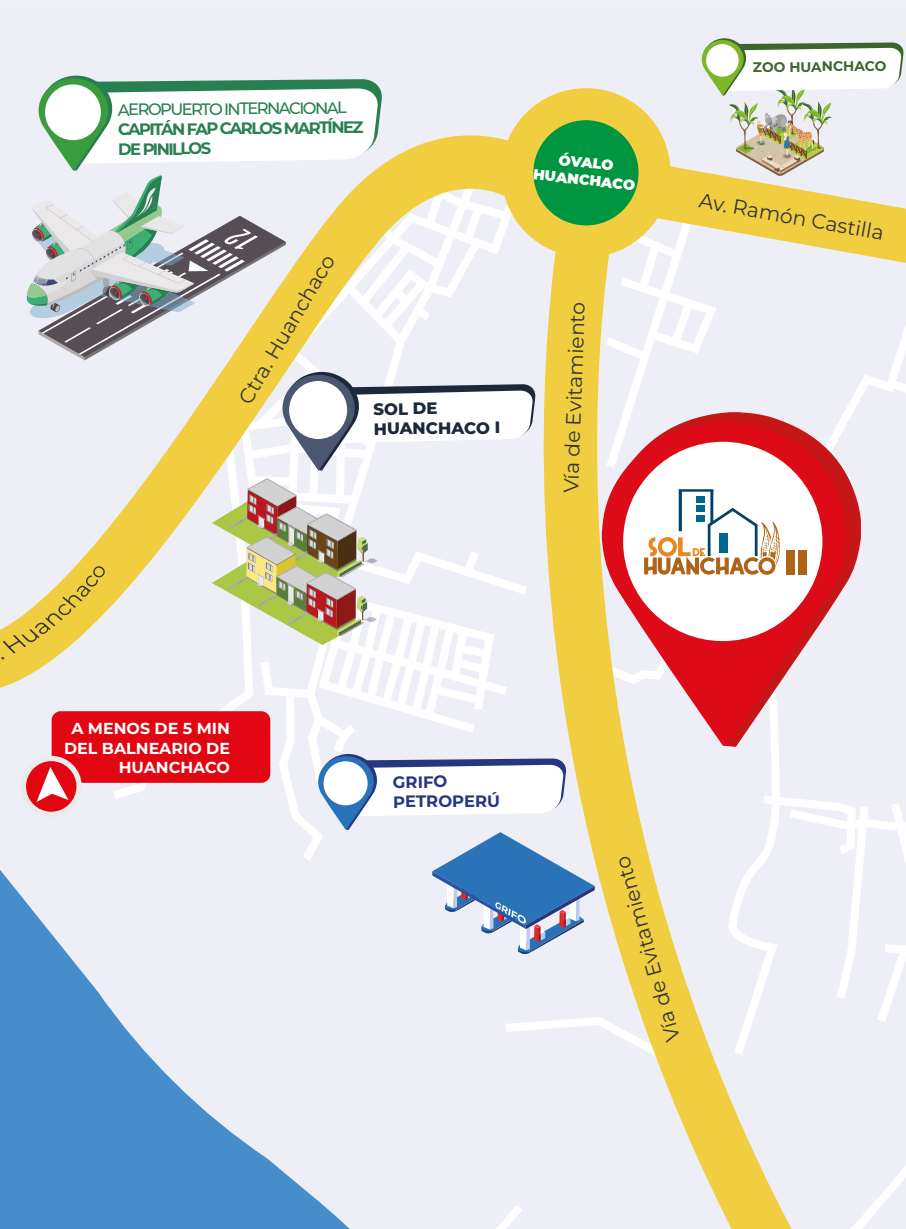 ZOO HUANCHACO
AEROPUERTO INTERNACIONAL
CAPITÁN FAP CARLOS MARTÍNEZ
DE PINILLOS
ÓVALO
HUANCHACO
Av. Ramón Castilla
12
Ctra. Huanchaco
Vía de Evitamiento
SOL DE
HUANCHACO I
SOL DE
HUANCHACO II
. Huanchaco
A MENOS DE 5 MIN
DEL BALNEARIO DE
HUANCHACO
GRIFO
PETROPERÚ
GRIFO
Vía de Evitamiento